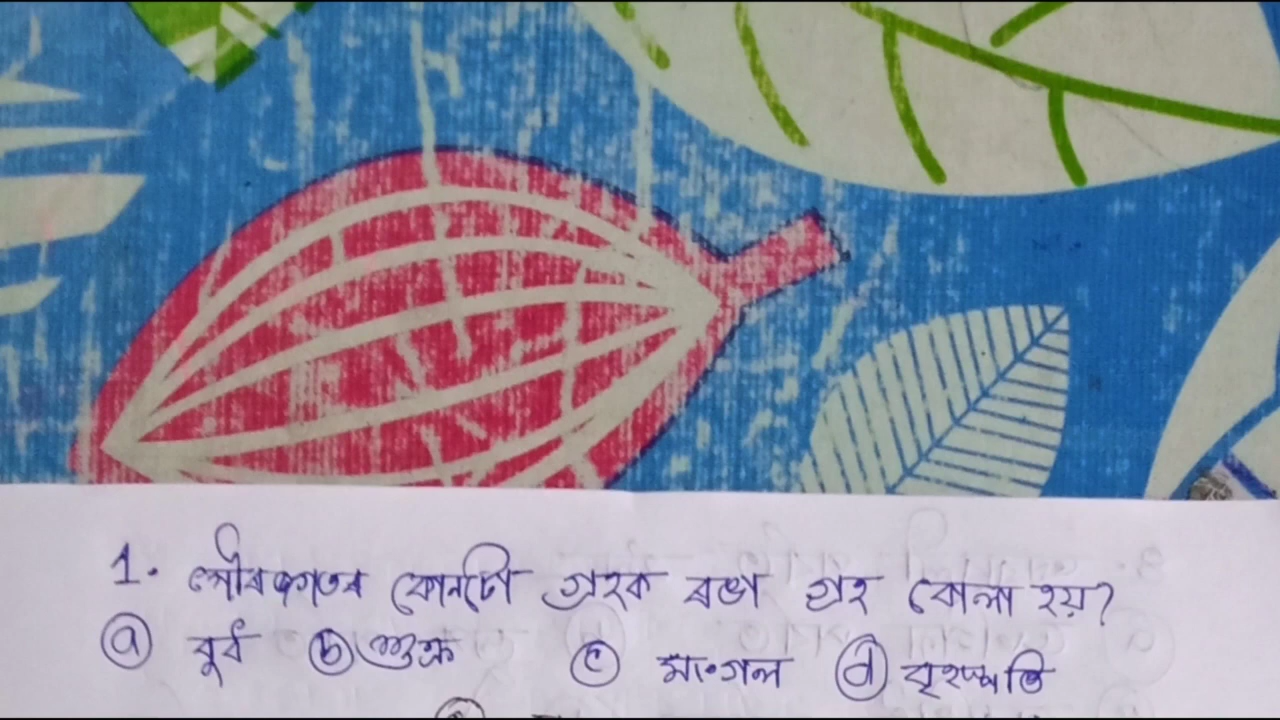 1. সৌৰজগতৰ কোনটো গ্ৰহক ৰঙা গ্ৰহ বোলা হয়?
ⓐ বুধ ⓑ শুক্ৰ ⓒ মংগল ⓓ বৃহস্পতি